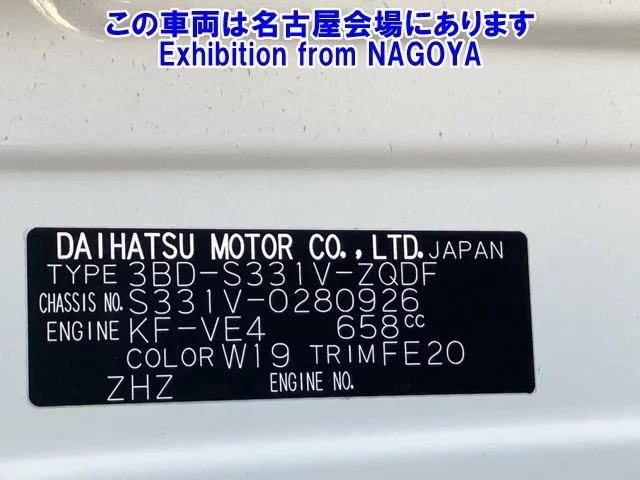 この車両は名古屋会場にあります
Exhibition from NAGOYA
DAIHATSU MOTOR CO.,LTD. JAPAN
TYPE 3BD-S331V-ZQDF
CHASSIS NO. S331V-0280926
ENGINE KF-VE4 658cc
COLOR W19 TRIM FE20
ZHZ ENGINE NO.